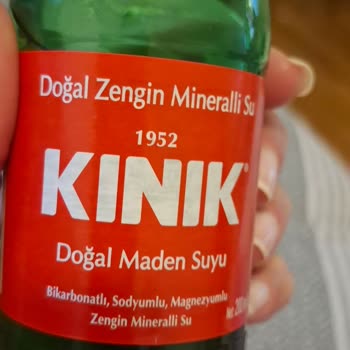 Doğal Zengin Mineralli Su
1952
KINIK
Doğal Maden Suyu
Bikarbonatlı, Sodyumlu, Magnezyumlu
Zengin Mineralli Su